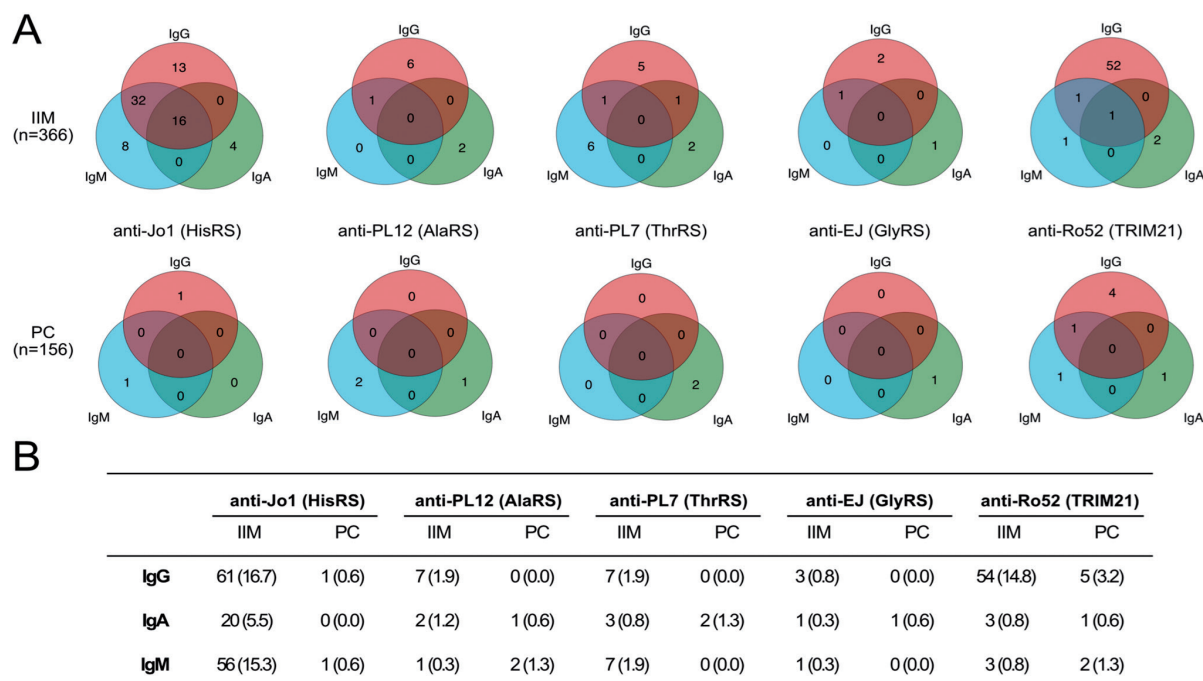 A
IgG IgG IgG IgG IgG
13 6 5 2 52
IIM
(n=366)
32 0 1 0 1 1 1 0 1 0
16 0 0 0 1
8 4 0 2 6 2 0 1 1 2
0 0 0 0 0
IgM IgA IgM IgA IgM IgA IgM IgA IgM IgA
anti-Jo1 (HisRS) anti-PL12 (AlaRS) anti-PL7 (ThrRS) anti-EJ (GlyRS) anti-Ro52 (TRIM21)
IgG IgG IgG IgG IgG
1 0 0 0 4
PC
(n=156)
0 0 0 0 0 0 0 0 1 0
0 0 0 0 0
1 0 2 1 0 2 0 1 1 1
0 0 0 0 0
IgM IgA IgM IgA IgM IgA IgM IgA IgM IgA
B
anti-Jo1 (HisRS) anti-PL12 (AlaRS) anti-PL7 (ThrRS) anti-EJ (GlyRS) anti-Ro52 (TRIM21)
IIM PC IIM PC IIM PC IIM PC IIM PC
IgG 61 (16.7) 1 (0.6) 7 (1.9) 0 (0.0) 7 (1.9) 0 (0.0) 3 (0.8) 0 (0.0) 54 (14.8) 5 (3.2)
IgA 20 (5.5) 0 (0.0) 2 (1.2) 1 (0.6) 3 (0.8) 2 (1.3) 1 (0.3) 1 (0.6) 3 (0.8) 1 (0.6)
IgM 56 (15.3) 1 (0.6) 1 (0.3) 2 (1.3) 7 (1.9) 0 (0.0) 1 (0.3) 0 (0.0) 3 (0.8) 2 (1.3)